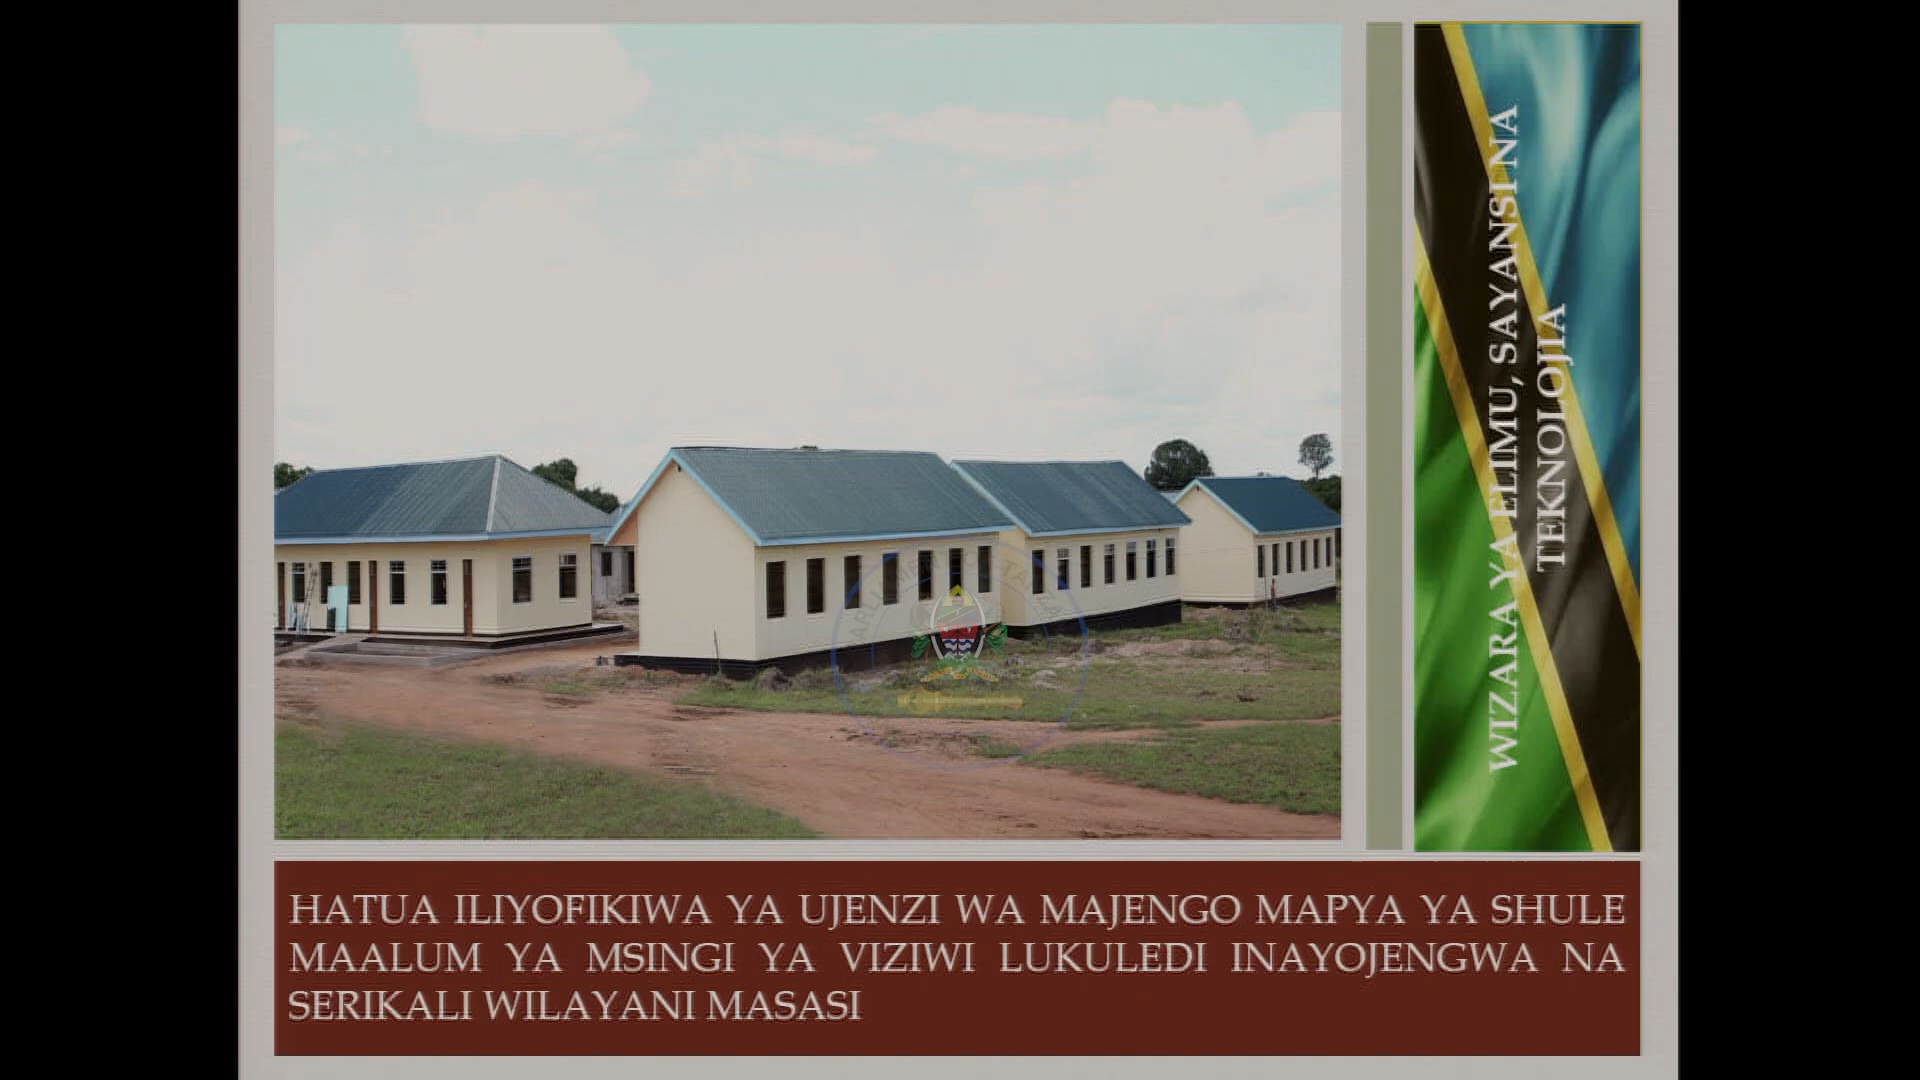 WIZARA YA ELIMU, SAYANSI NA
TEKNOLOJIA
HATUA ILIYOFIKIWA YA UJENZI WA MAJENGO MAPYA YA SHULE
MAALUM YA MSINGI YA VIZIWI LUKULEDI INAYOJENGWA NA
SERIKALI WILAYANI MASASI